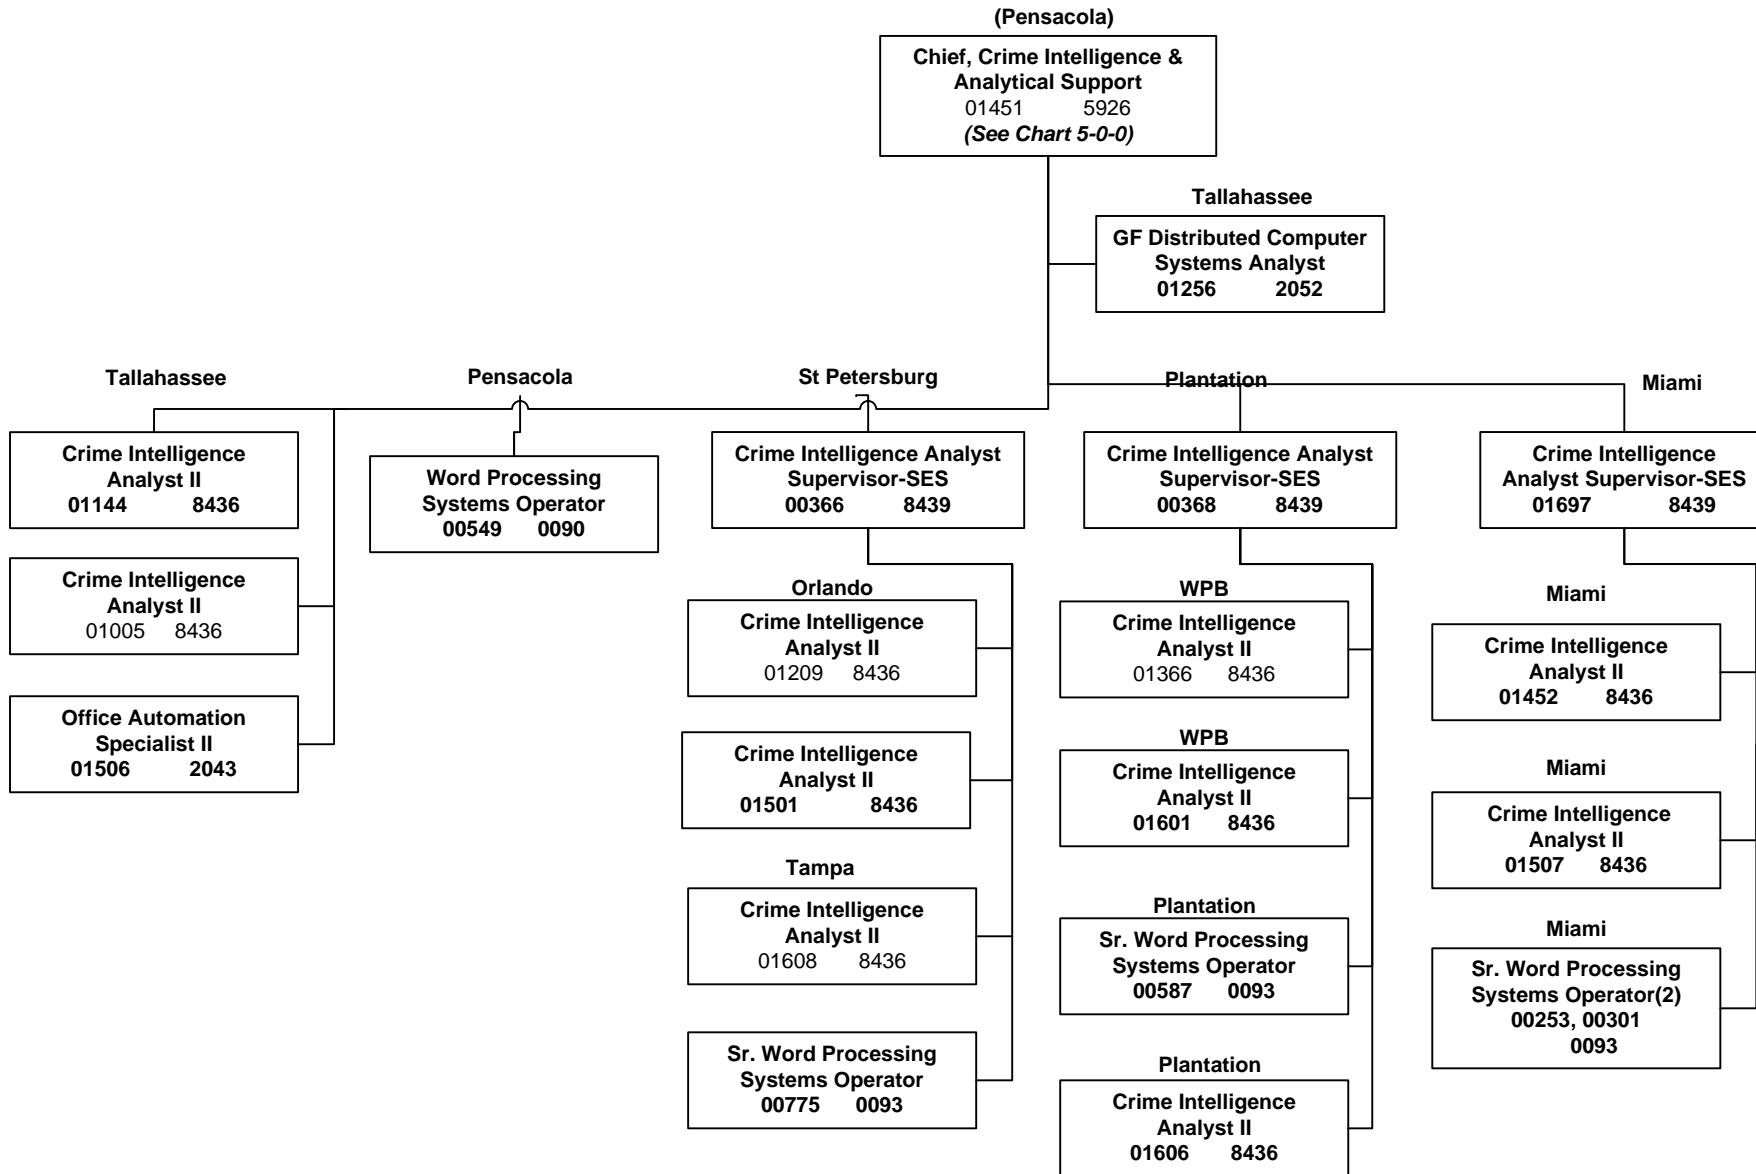 (Pensacola)
Chief, Crime Intelligence &
Analytical Support
01451 5926
(See Chart 5-0-0)
Tallahassee
GF Distributed Computer
Systems Analyst
01256 2052
Tallahassee
Crime Intelligence
Analyst II
01144 8436
Crime Intelligence
Analyst II
01005 8436
Office Automation
Specialist II
01506 2043
Pensacola
Word Processing
Systems Operator
00549 0090
St Petersburg
Crime Intelligence Analyst
Supervisor-SES
00366 8439
Orlando
Crime Intelligence
Analyst II
01209 8436
Crime Intelligence
Analyst II
01501 8436
Tampa
Crime Intelligence
Analyst II
01608 8436
Sr. Word Processing
Systems Operator
00775 0093
Plantation
Crime Intelligence Analyst
Supervisor-SES
00368 8439
WPB
Crime Intelligence
Analyst II
01366 8436
WPB
Crime Intelligence
Analyst II
01601 8436
Plantation
Sr. Word Processing
Systems Operator
00587 0093
Plantation
Crime Intelligence
Analyst II
01606 8436
Miami
Crime Intelligence
Analyst Supervisor-SES
01697 8439
Miami
Crime Intelligence
Analyst II
01452 8436
Miami
Crime Intelligence
Analyst II
01507 8436
Miami
Sr. Word Processing
Systems Operator(2)
00253, 00301
0093